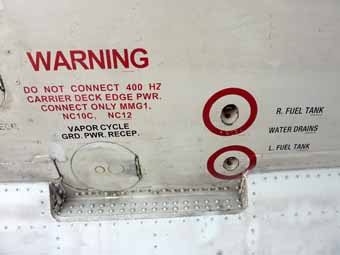 WARNING
DO NOT CONNECT 400 HZ
CARRIER DECK EDGE PWR.
CONNECT ONLY MMG1,
NC10C, NC12
VAPOR CYCLE
GRD. PWR. RECEP.
R. FUEL TANK
WATER DRAINS
L. FUEL TANK